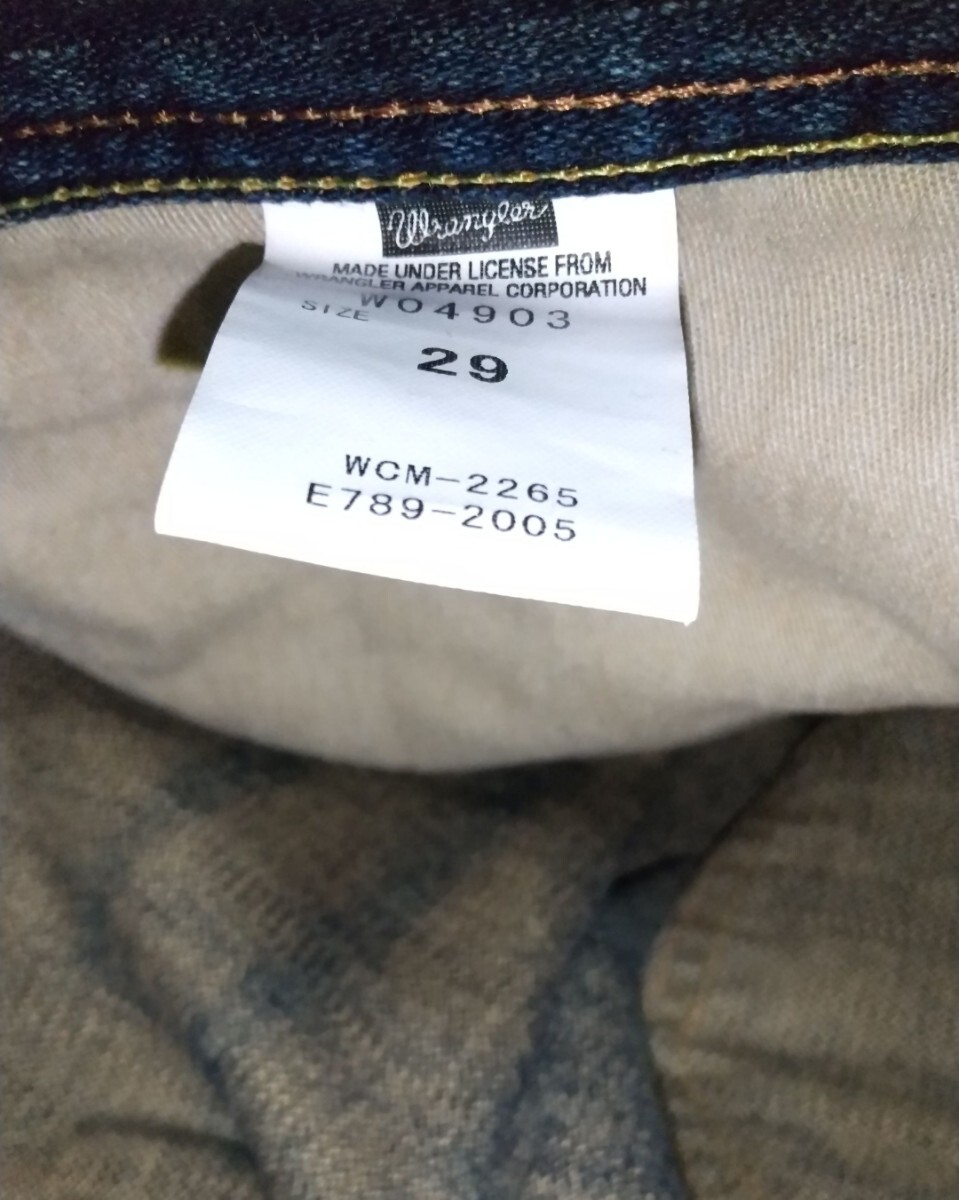 Wrangler
MADE UNDER LICENSE FROM
WRANGLER APPAREL CORPORATION
W04903
SIZE
29
WCM-2265
E789-2005